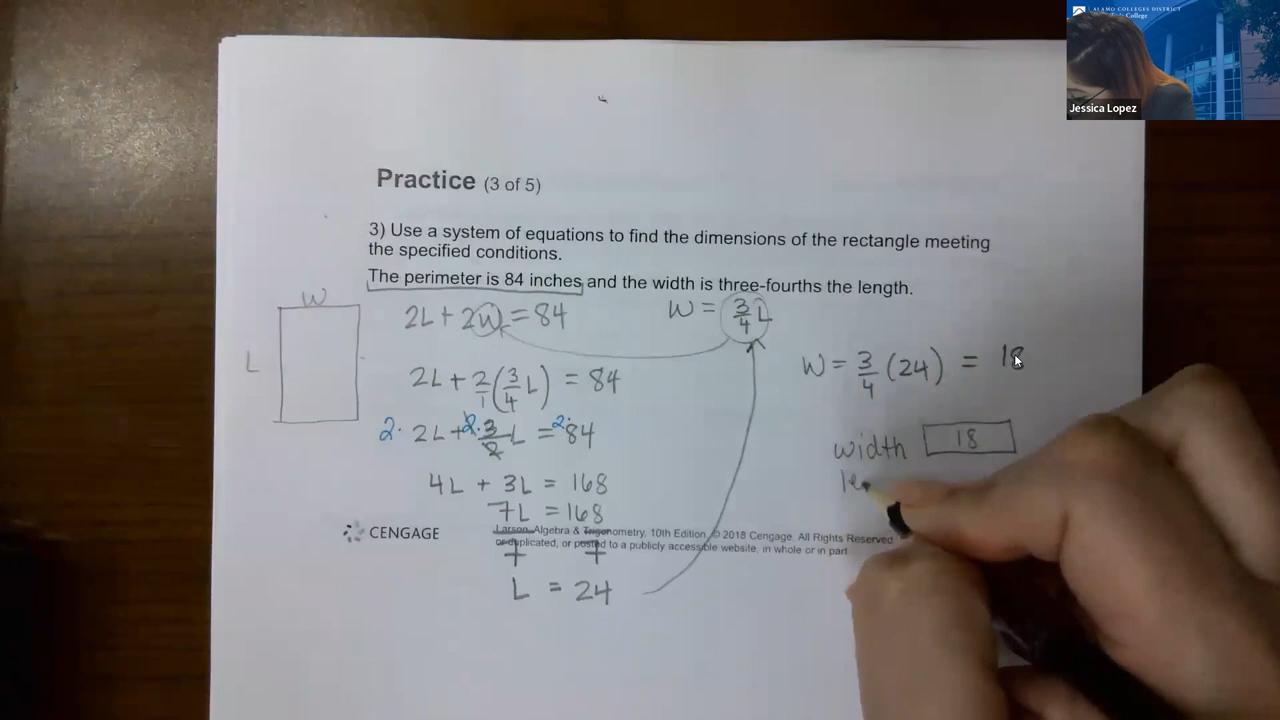 ALAMO COLLEGES DISTRICT
College
Jessica Lopez
Practice (3 of 5)
3) Use a system of equations to find the dimensions of the rectangle meeting
the specified conditions.
The perimeter is 84 inches and the width is three-fourths the length.
W
L
2L + 2W = 84
W = 3/4 L
2L + 2/1 (3/4 L) = 84
2· 2L + 2· 3/2 L = 2· 84
4L + 3L = 168
7L = 168
7 7
L = 24
W = 3/4 (24) = 18
width 18
le
CENGAGE
Larson, Algebra & Trigonometry, 10th Edition. © 2018 Cengage. All Rights Reserved
or duplicated, or posted to a publicly accessible website, in whole or in part